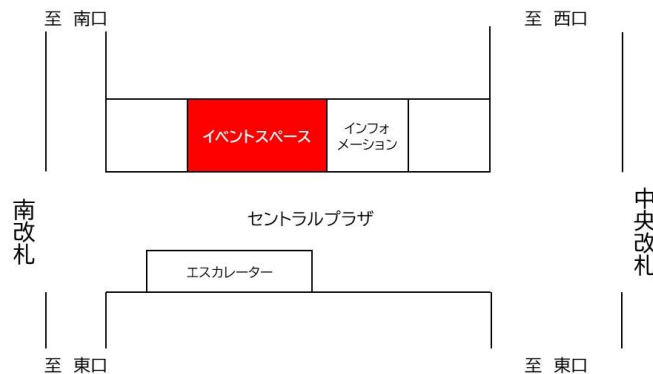 至 南口
至 西口
イベントスペース
インフォ
メーション
南改札
セントラルプラザ
中央改札
エスカレーター
至 東口
至 東口